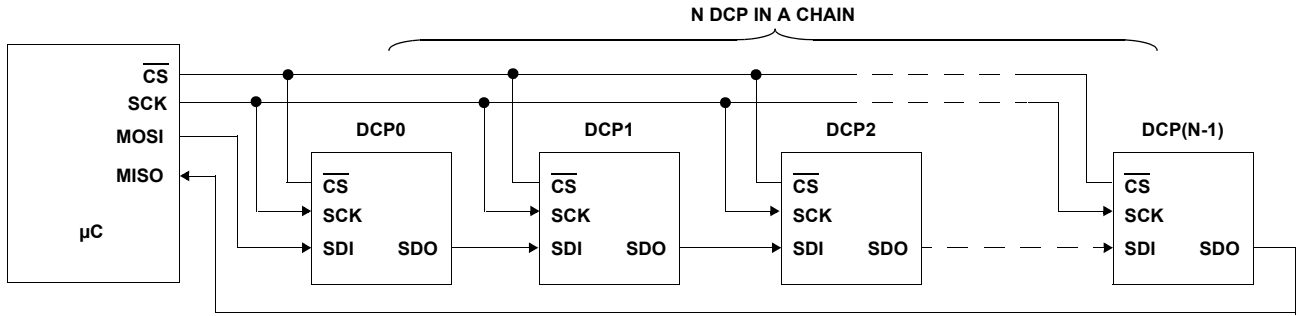 N DCP IN A CHAIN
CS
SCK
MOSI
MISO
µC
DCP0
CS
SCK
SDI SDO
DCP1
CS
SCK
SDI SDO
DCP2
CS
SCK
SDI SDO
DCP(N-1)
CS
SCK
SDI SDO